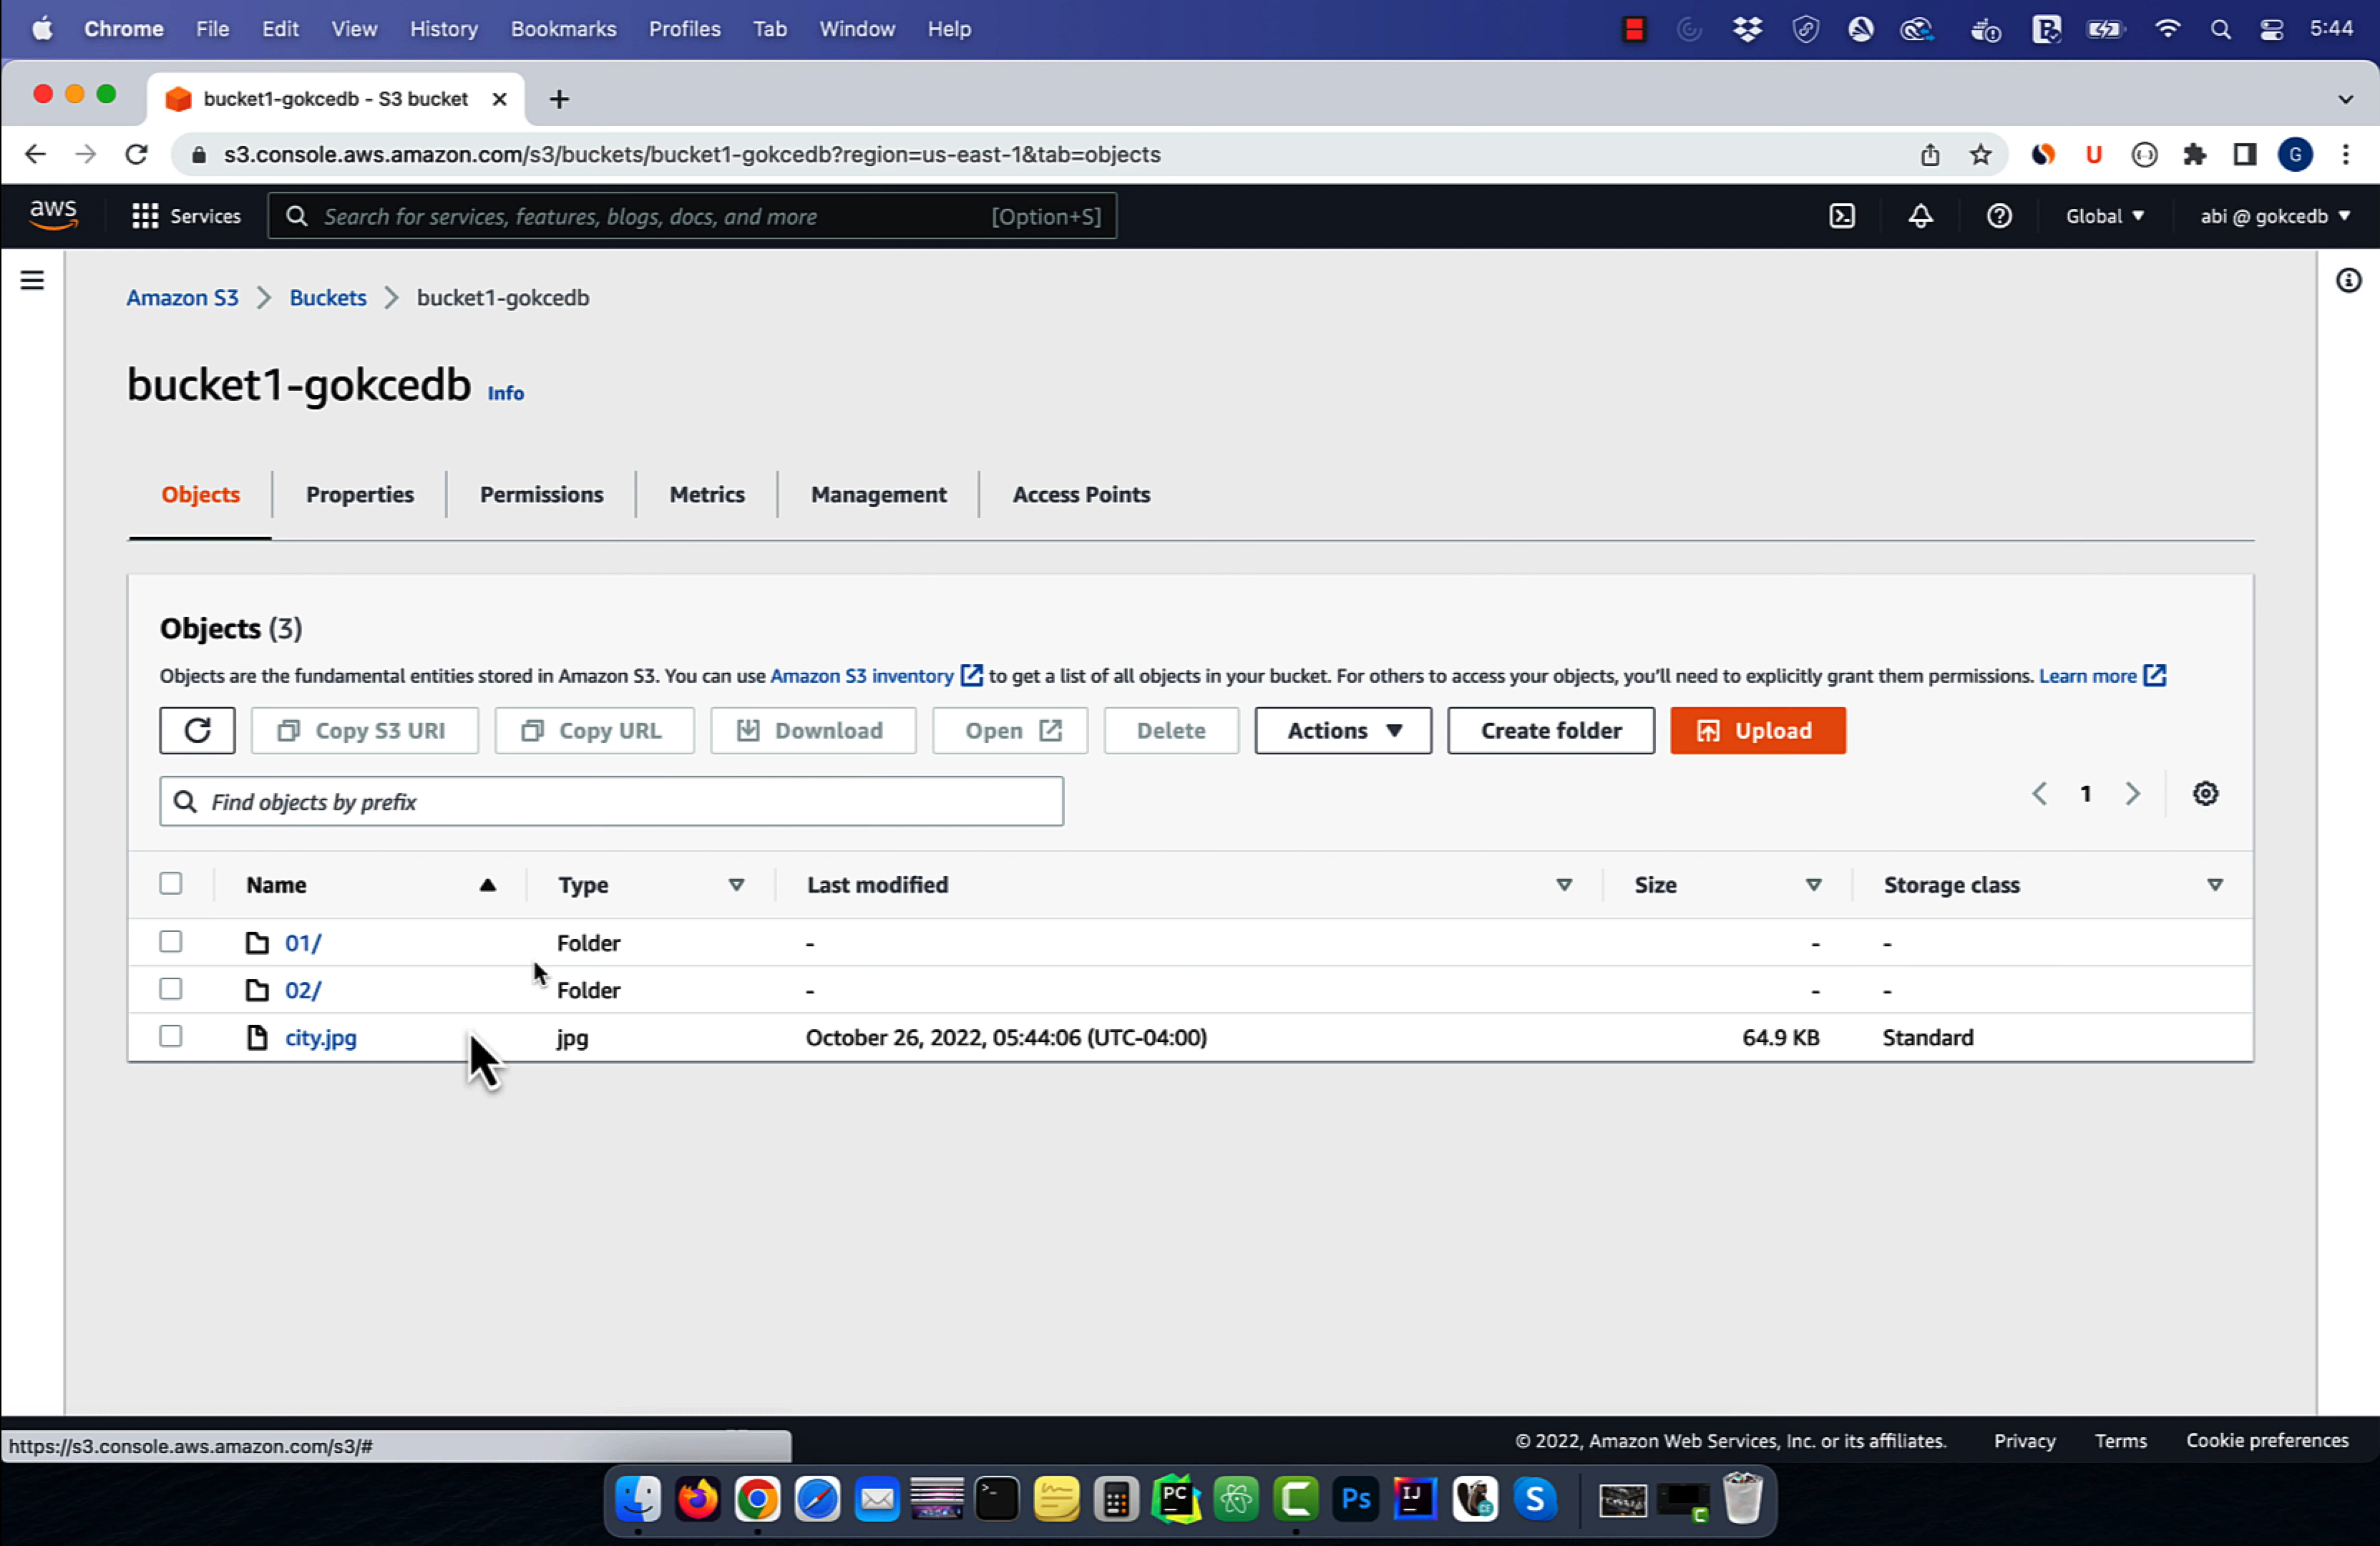 Chrome File Edit View History Bookmarks Profiles Tab Window Help 5:44
bucket1-gokcedb - S3 bucket
s3.console.aws.amazon.com/s3/buckets/bucket1-gokcedb?region=us-east-1&tab=objects U G
aws Services Search for services, features, blogs, docs, and more [Option+S] Global abi @ gokcedb
Amazon S3 Buckets bucket1-gokcedb
bucket1-gokcedb Info
Objects Properties Permissions Metrics Management Access Points
Objects (3)
Objects are the fundamental entities stored in Amazon S3. You can use Amazon S3 inventory to get a list of all objects in your bucket. For others to access your objects, you'll need to explicitly grant them permissions. Learn more
Copy S3 URI Copy URL Download Open Delete Actions Create folder Upload
Find objects by prefix 1
Name Type Last modified Size Storage class
01/ Folder - - -
02/ Folder - - -
city.jpg jpg October 26, 2022, 05:44:06 (UTC-04:00) 64.9 KB Standard
https://s3.console.aws.amazon.com/s3/# © 2022, Amazon Web Services, Inc. or its affiliates. Privacy Terms Cookie preferences
PC C Ps IJ S